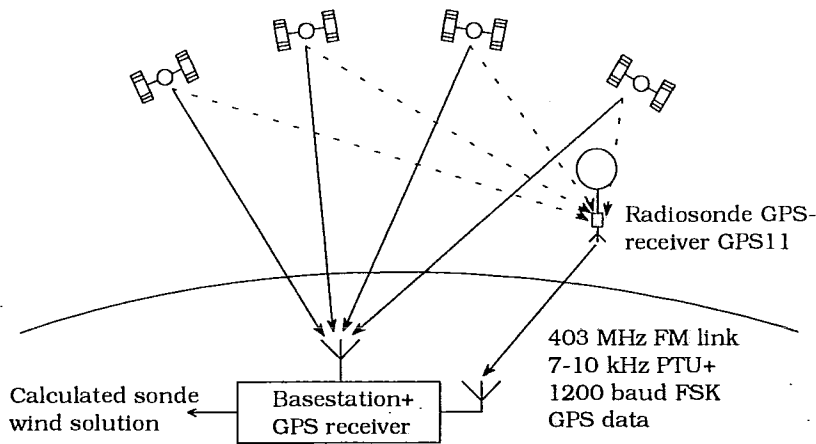 Radiosonde GPS-
receiver GPS11
403 MHz FM link
7-10 kHz PTU+
1200 baud FSK
GPS data
Calculated sonde
wind solution
Basestation+
GPS receiver